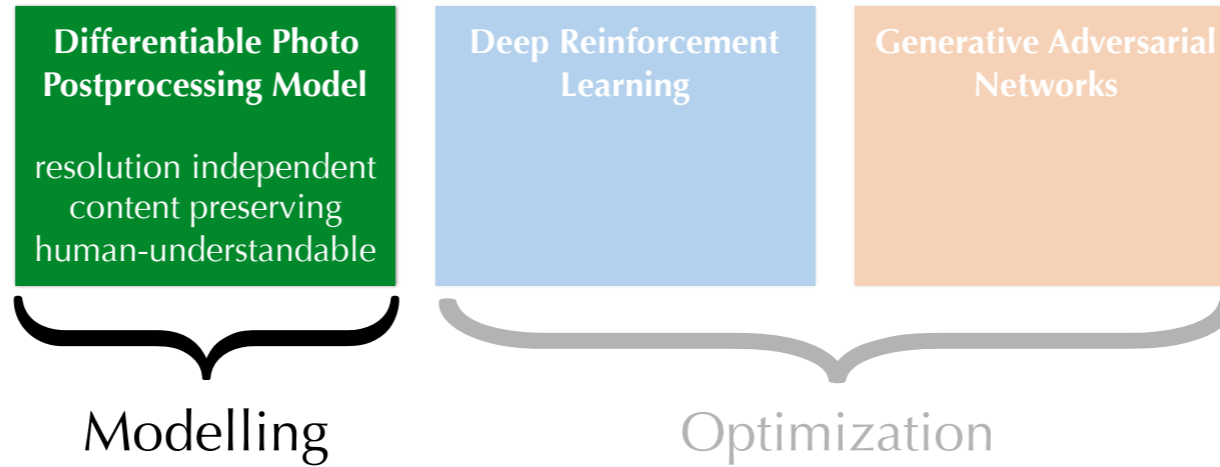 Differentiable Photo
Postprocessing Model
resolution independent
content preserving
human-understandable
Deep Reinforcement
Learning
Generative Adversarial
Networks
Modelling
Optimization